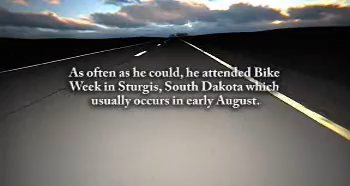 As often as he could, he attended Bike
Week in Sturgis, South Dakota which
usually occurs in early August.